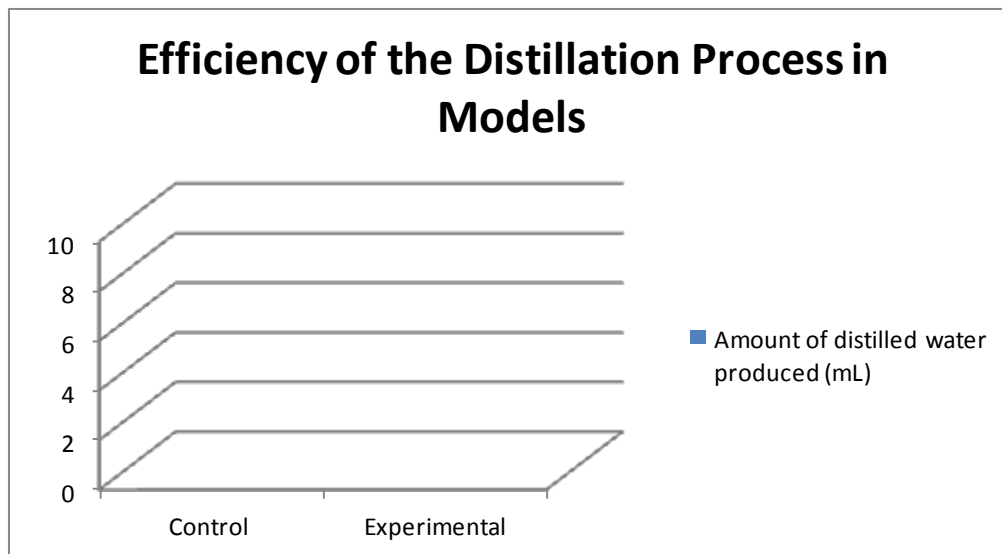 Efficiency of the Distillation Process in
Models
10
8
6
4
2
0
Control Experimental
Amount of distilled water
produced (mL)